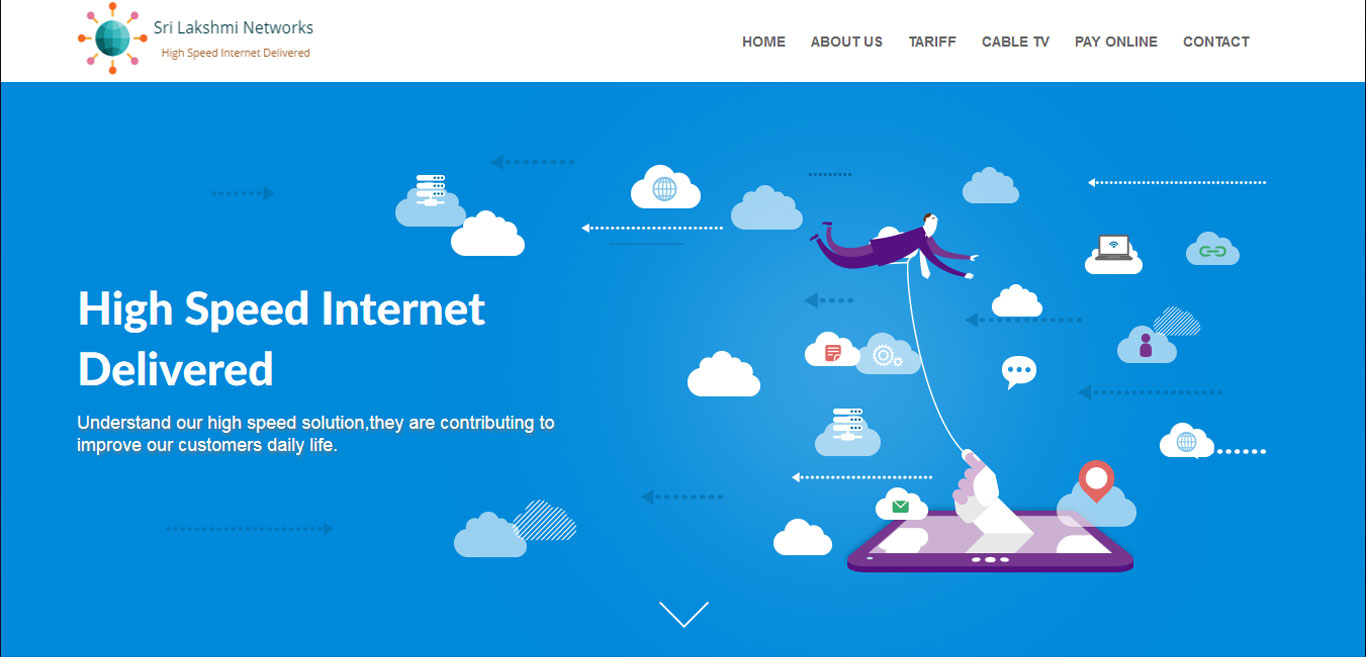 Sri Lakshmi Networks
High Speed Internet Delivered
HOME ABOUT US TARIFF CABLE TV PAY ONLINE CONTACT
High Speed Internet
Delivered
Understand our high speed solution,they are contributing to
improve our customers daily life.